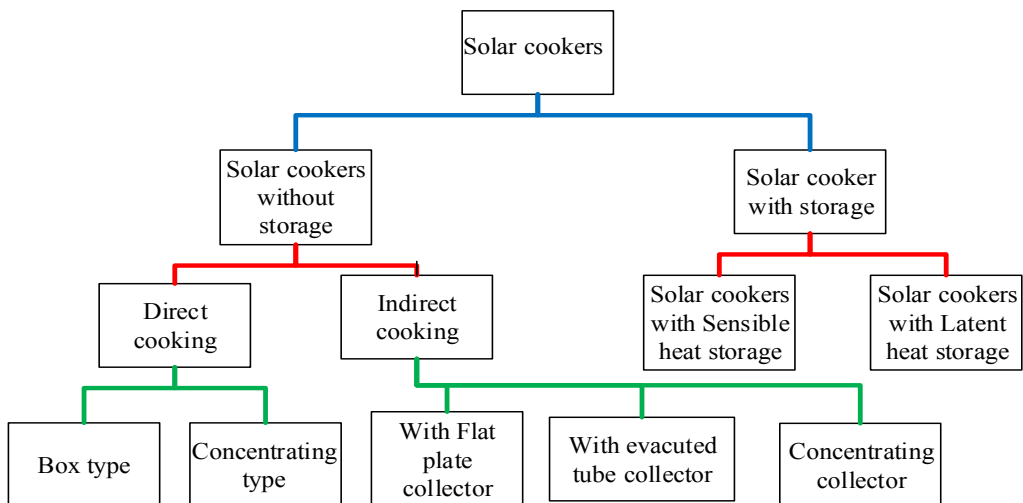 Solar cookers
Solar cookers
without
storage
Solar cooker
with storage
Direct
cooking
Indirect
cooking
Solar cookers
with Sensible
heat storage
Solar cookers
with Latent
heat storage
Box type
Concentrating
type
With Flat
plate
collector
With evacuted
tube collector
Concentrating
collector